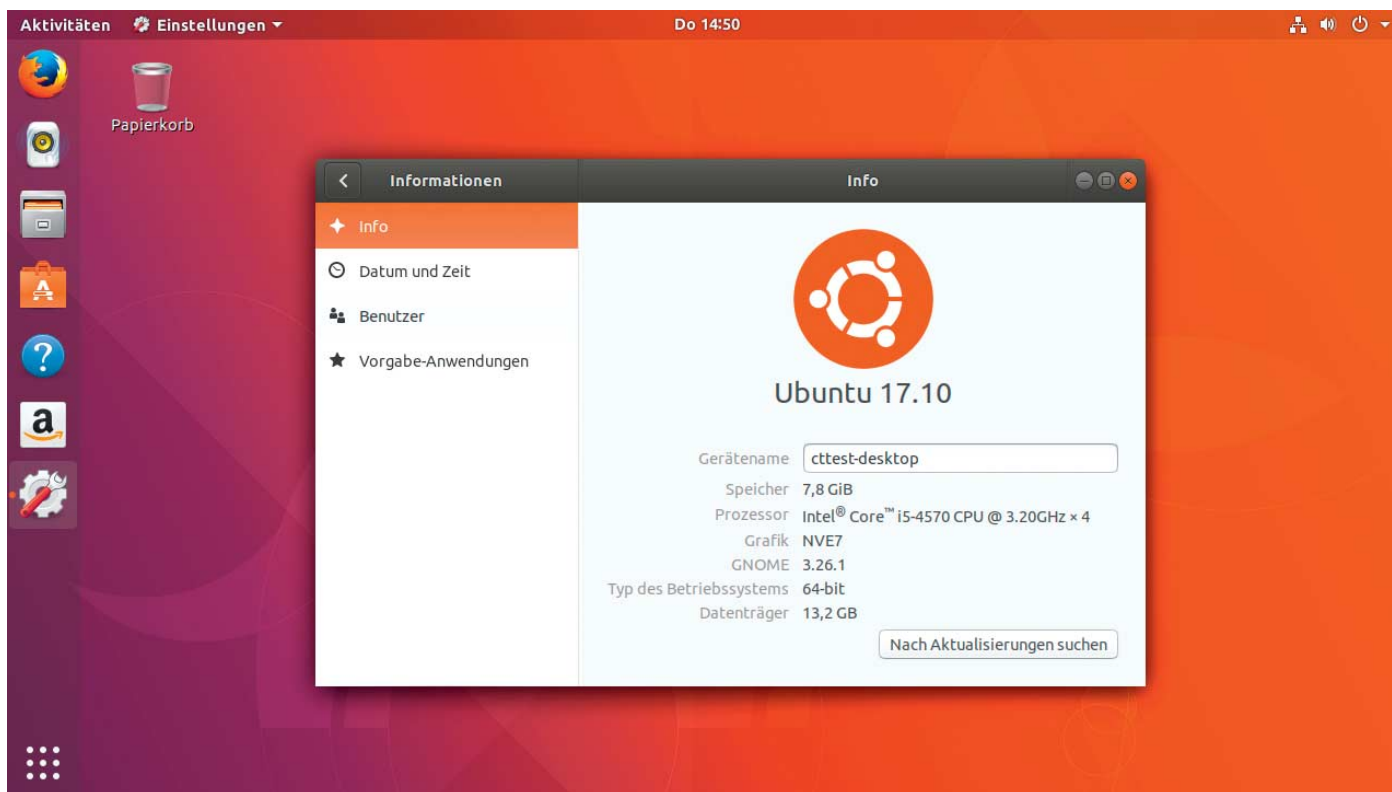 Aktivitäten Einstellungen Do 14:50
Papierkorb
Informationen Info
Info
Datum und Zeit
Benutzer
Vorgabe-Anwendungen
Ubuntu 17.10
Gerätename cttest-desktop
Speicher 7,8 GiB
Prozessor Intel® Core™ i5-4570 CPU @ 3.20GHz × 4
Grafik NVE7
GNOME 3.26.1
Typ des Betriebssystems 64-bit
Datenträger 13,2 GB
Nach Aktualisierungen suchen